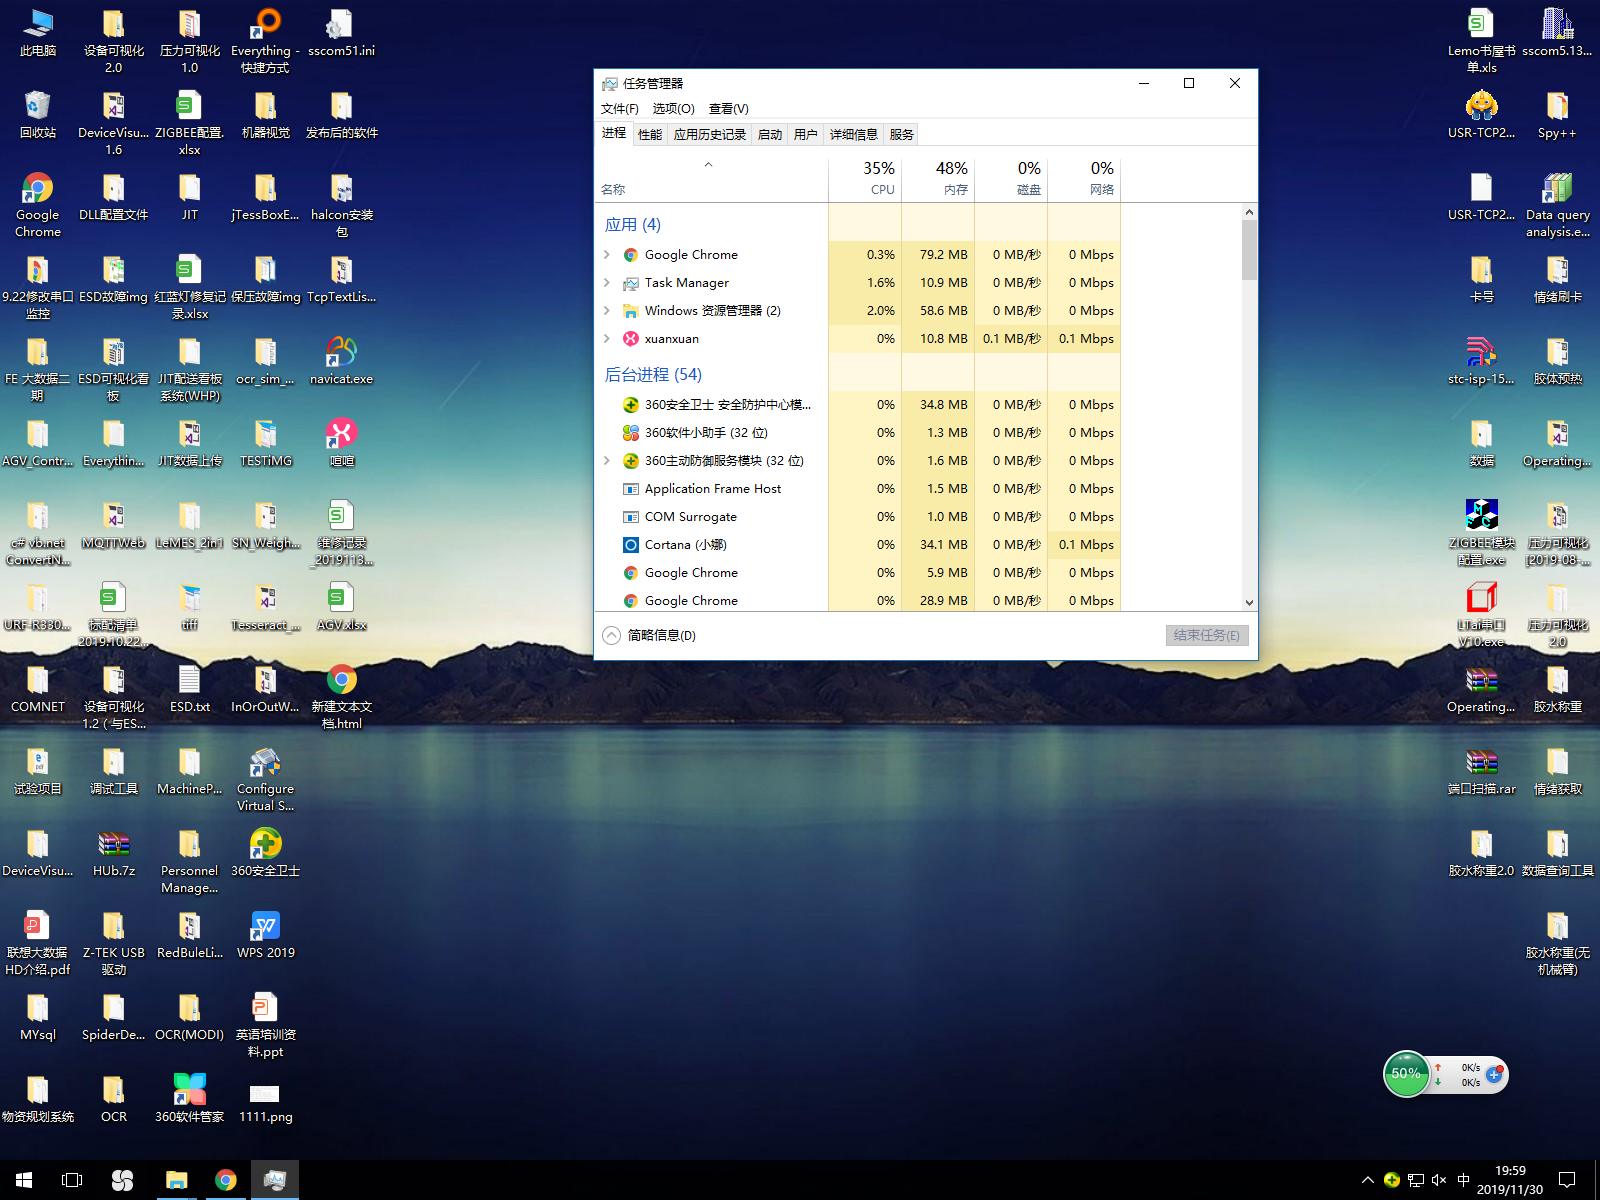 此电脑
设备可视化
2.0
压力可视化
1.0
Everything -
快捷方式
sscom51.ini
回收站
DeviceVisu...
1.6
ZIGBEE配置.
xlsx
机器视觉
发布后的软件
Google
Chrome
DLL配置文件
JIT
jTessBoxE...
halcon安装
包
9.22修改串口
监控
ESD故障img
红蓝灯修复记
录.xlsx
保压故障img
TcpTextLis...
FE 大数据二
期
ESD可视化看
板
JIT配送看板
系统(WHP)
ocr_sim_...
navicat.exe
AGV_Contr...
Everythin...
JIT数据上传
TESTiMG
喧喧
c# vb.net
ConvertN...
MQTTWeb
LeMES_2in1
SN_Weigh...
维修记录
_2019113...
URF-R330...
标配清单
2019.10.22...
tiff
Tesseract_...
AGV.xlsx
COMNET
设备可视化
1.2 ( 与ES...
ESD.txt
InOrOutW...
新建文本文
档.html
试验项目
调试工具
MachineP...
Configure
Virtual S...
DeviceVisu...
HUb.7z
Personnel
Manage...
360安全卫士
联想大数据
HD介绍.pdf
Z-TEK USB
驱动
RedBuleLi...
WPS 2019
MYsql
SpiderDe...
OCR(MODI)
英语培训资
料.ppt
物资规划系统
OCR
360软件管家
1111.png
任务管理器
文件(F) 选项(O) 查看(V)
进程 性能 应用历史记录 启动 用户 详细信息 服务
35% 48% 0% 0%
名称 CPU 内存 磁盘 网络
应用 (4)
Google Chrome 0.3% 79.2 MB 0 MB/秒 0 Mbps
Task Manager 1.6% 10.9 MB 0 MB/秒 0 Mbps
Windows 资源管理器 (2) 2.0% 58.6 MB 0 MB/秒 0 Mbps
xuanxuan 0% 10.8 MB 0.1 MB/秒 0.1 Mbps
后台进程 (54)
360安全卫士 安全防护中心模... 0% 34.8 MB 0 MB/秒 0 Mbps
360软件小助手 (32 位) 0% 1.3 MB 0 MB/秒 0 Mbps
360主动防御服务模块 (32 位) 0% 1.6 MB 0 MB/秒 0 Mbps
Application Frame Host 0% 1.5 MB 0 MB/秒 0 Mbps
COM Surrogate 0% 1.0 MB 0 MB/秒 0 Mbps
Cortana (小娜) 0% 34.1 MB 0 MB/秒 0.1 Mbps
Google Chrome 0% 5.9 MB 0 MB/秒 0 Mbps
Google Chrome 0% 28.9 MB 0 MB/秒 0 Mbps
简略信息(D)
结束任务(E)
Lemo书屋书
单.xls
sscom5.13...
USR-TCP2...
Spy++
USR-TCP2...
Data query
analysis.e...
卡号
情绪刷卡
stc-isp-15...
胶体预热
数据
Operating...
ZIGBEE模块
配置.exe
压力可视化
[2019-08-...
LTai串口
V10.exe
压力可视化
2.0
Operating...
胶水称重
端口扫描.rar
情绪获取
胶水称重2.0
数据查询工具
胶水称重(无
机械臂)
50%
0K/s
0K/s
中
19:59
2019/11/30